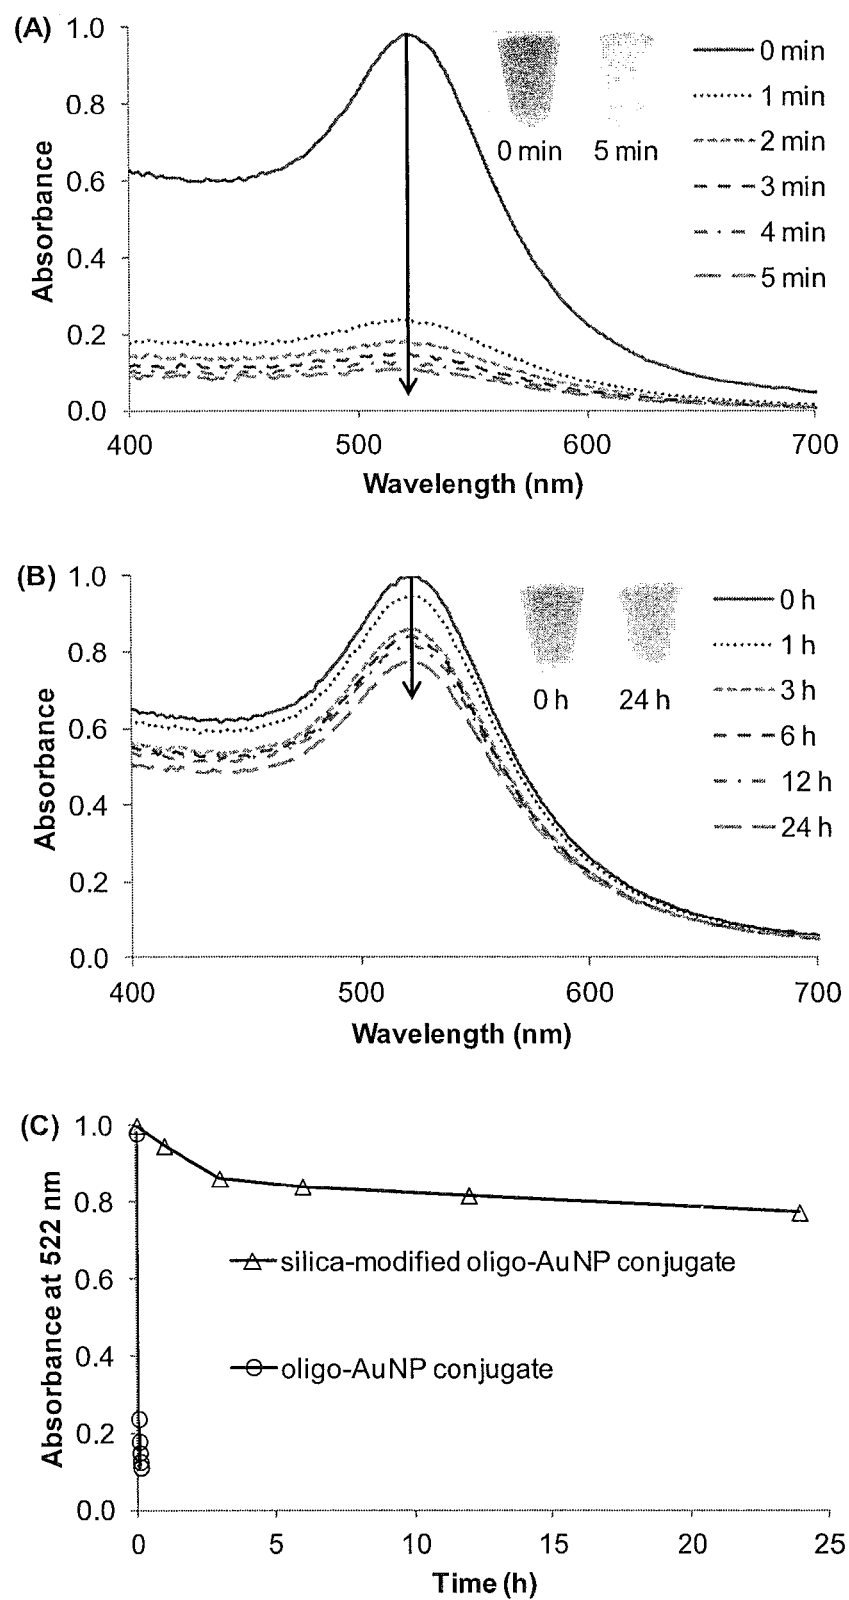 (A)
1.0
0.8
0.6
0.4
0.2
0.0
Absorbance
400
500
600
700
Wavelength (nm)
0 min
5 min
0 min
1 min
2 min
3 min
4 min
5 min
(B)
1.0
0.8
0.6
0.4
0.2
0.0
Absorbance
400
500
600
700
Wavelength (nm)
0 h
24 h
0 h
1 h
3 h
6 h
12 h
24 h
(C)
1.0
0.8
0.6
0.4
0.2
0.0
Absorbance at 522 nm
silica-modified oligo-AuNP conjugate
oligo-AuNP conjugate
0
5
10
15
20
25
Time (h)